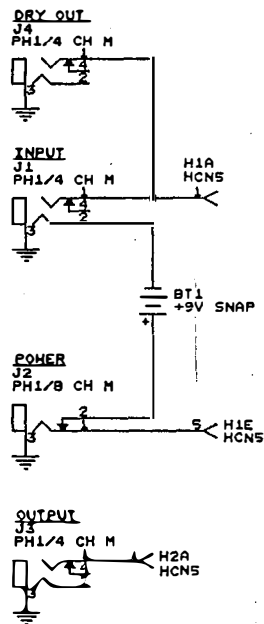 DRY OUT
J4
PH1/4 CH M
4
2
3
INPUT
J1
PH1/4 CH M
4
2
3
H1A
HCN5
1
BT1
+9V SNAP
+
POWER
J2
PH1/8 CH M
2
3
5
H1E
HCN5
OUTPUT
J3
PH1/4 CH M
4
3
H2A
HCN5